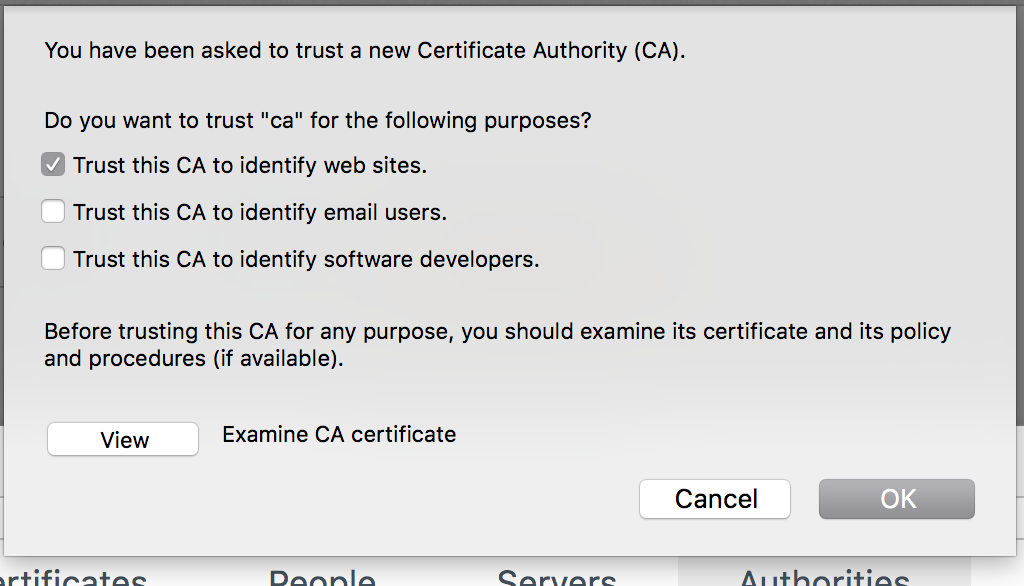 You have been asked to trust a new Certificate Authority (CA).
Do you want to trust "ca" for the following purposes?
Trust this CA to identify web sites.
Trust this CA to identify email users.
Trust this CA to identify software developers.
Before trusting this CA for any purpose, you should examine its certificate and its policy
and procedures (if available).
View Examine CA certificate
Cancel OK
ertificates People Servers Authorities